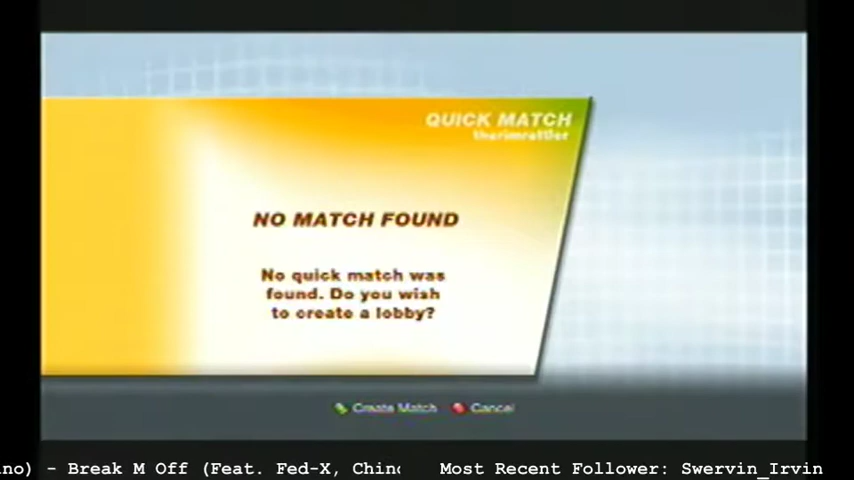 QUICK MATCH
therimrattler
NO MATCH FOUND
No quick match was
found. Do you wish
to create a lobby?
Create Match Cancel
no) - Break M Off (Feat. Fed-X, Chino Most Recent Follower: Swervin_Irvin